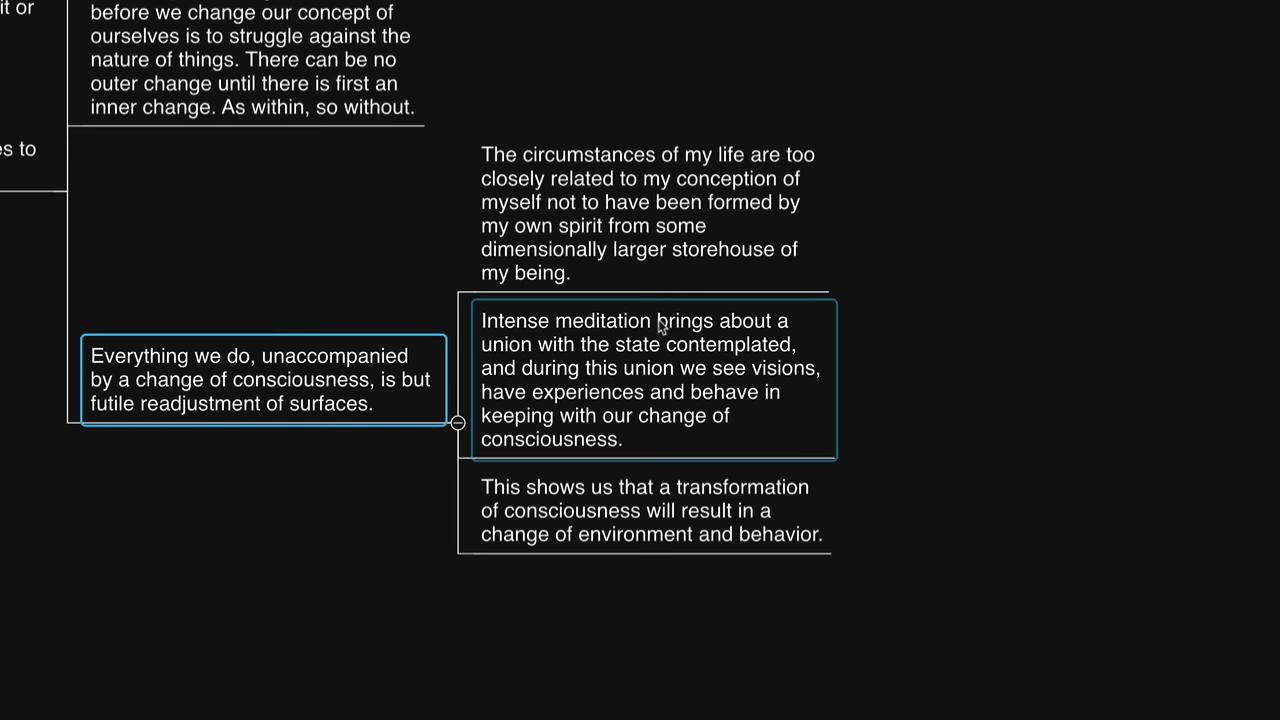 it or
before we change our concept of
ourselves is to struggle against the
nature of things. There can be no
outer change until there is first an
inner change. As within, so without.
es to
The circumstances of my life are too
closely related to my conception of
myself not to have been formed by
my own spirit from some
dimensionally larger storehouse of
my being.
Everything we do, unaccompanied
by a change of consciousness, is but
futile readjustment of surfaces.
Intense meditation brings about a
union with the state contemplated,
and during this union we see visions,
have experiences and behave in
keeping with our change of
consciousness.
This shows us that a transformation
of consciousness will result in a
change of environment and behavior.